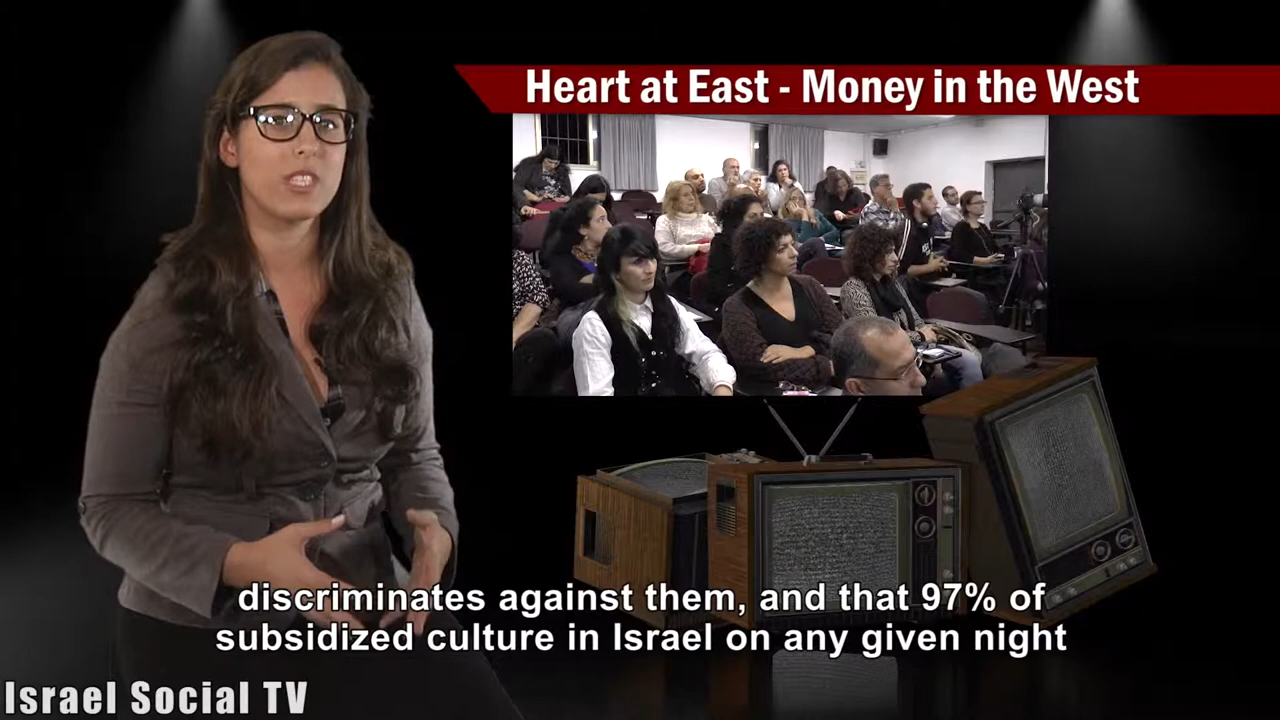 Heart at East - Money in the West
discriminates against them, and that 97% of
subsidized culture in Israel on any given night
Israel Social TV